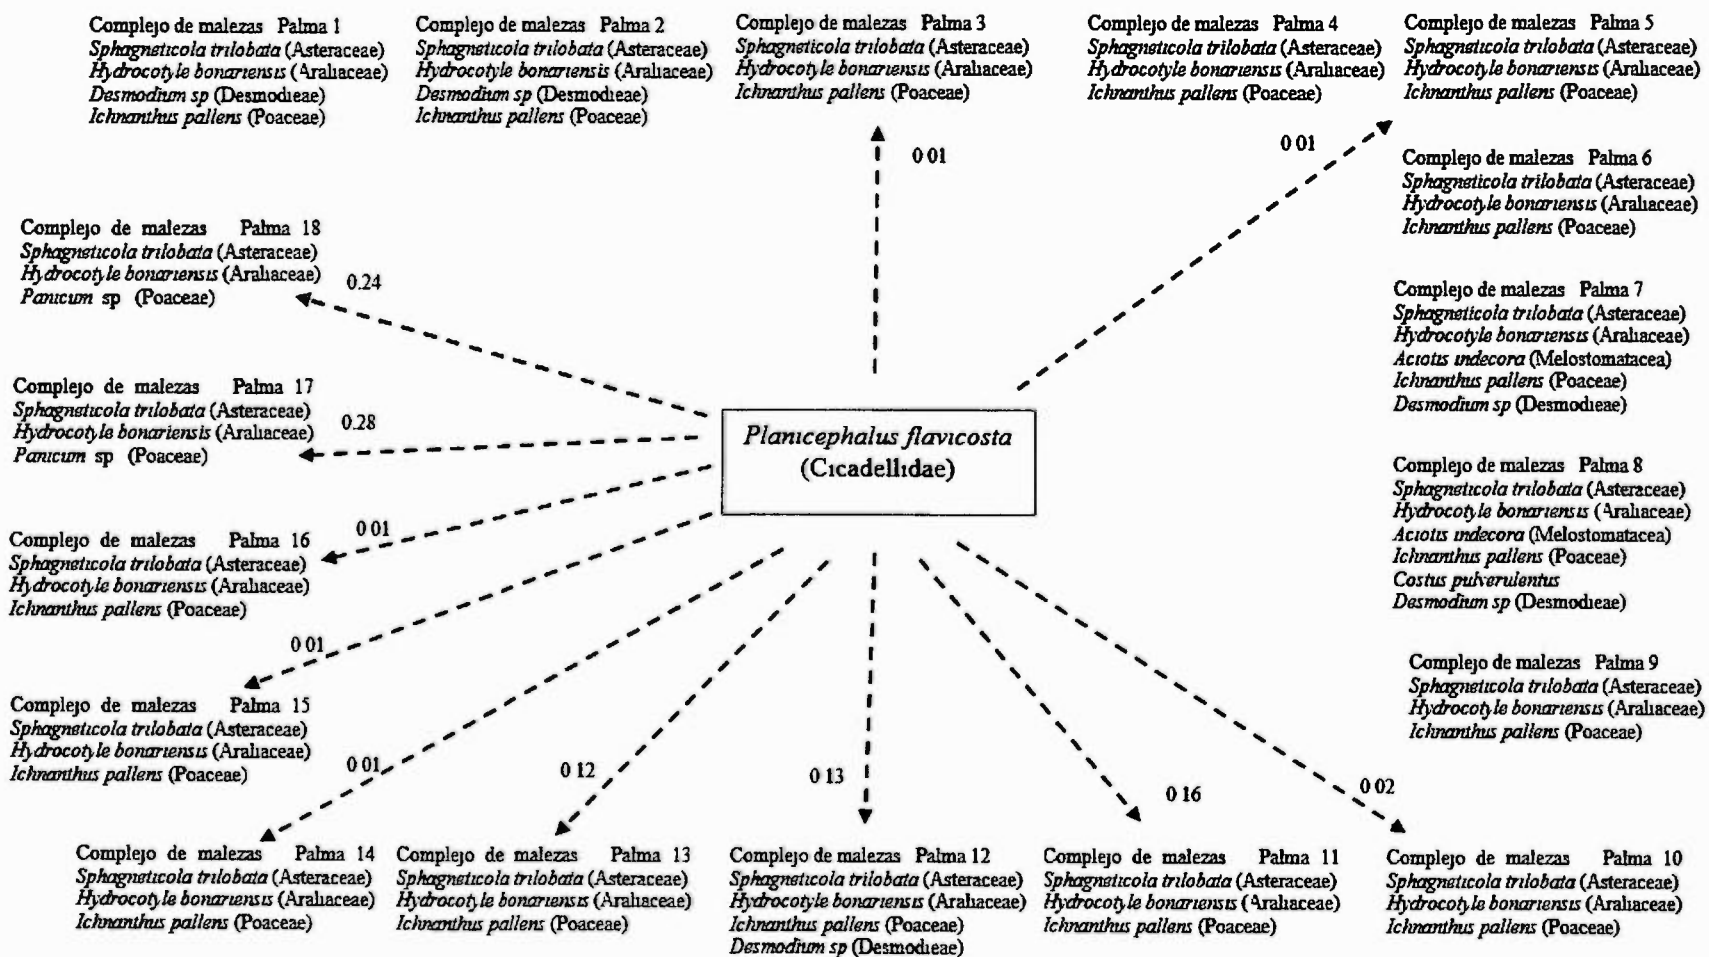 Complejo de malezas Palma 1
Sphagneticola trilobata (Asteraceae)
Hydrocotyle bonariensis (Araliaceae)
Desmodium sp (Desmodieae)
Ichnanthus pallens (Poaceae)
Complejo de malezas Palma 2
Sphagneticola trilobata (Asteraceae)
Hydrocotyle bonariensis (Araliaceae)
Desmodium sp (Desmodieae)
Ichnanthus pallens (Poaceae)
Complejo de malezas Palma 3
Sphagneticola trilobata (Asteraceae)
Hydrocotyle bonariensis (Araliaceae)
Ichnanthus pallens (Poaceae)
Complejo de malezas Palma 4
Sphagneticola trilobata (Asteraceae)
Hydrocotyle bonariensis (Araliaceae)
Ichnanthus pallens (Poaceae)
Complejo de malezas Palma 5
Sphagneticola trilobata (Asteraceae)
Hydrocotyle bonariensis (Araliaceae)
Ichnanthus pallens (Poaceae)
0 01
0 01
Complejo de malezas Palma 6
Sphagneticola trilobata (Asteraceae)
Hydrocotyle bonariensis (Araliaceae)
Ichnanthus pallens (Poaceae)
Complejo de malezas Palma 18
Sphagneticola trilobata (Asteraceae)
Hydrocotyle bonariensis (Araliaceae)
Panicum sp (Poaceae)
0.24
Complejo de malezas Palma 7
Sphagneticola trilobata (Asteraceae)
Hydrocotyle bonariensis (Araliaceae)
Aciotis indecora (Melostomatacea)
Ichnanthus pallens (Poaceae)
Desmodium sp (Desmodieae)
Complejo de malezas Palma 17
Sphagneticola trilobata (Asteraceae)
Hydrocotyle bonariensis (Araliaceae)
Panicum sp (Poaceae)
0.28
Planicephalus flavicosta
(Cicadellidae)
Complejo de malezas Palma 8
Sphagneticola trilobata (Asteraceae)
Hydrocotyle bonariensis (Araliaceae)
Aciotis indecora (Melostomatacea)
Ichnanthus pallens (Poaceae)
Costus pulverulentus
Desmodium sp (Desmodieae)
Complejo de malezas Palma 16
Sphagneticola trilobata (Asteraceae)
Hydrocotyle bonariensis (Araliaceae)
Ichnanthus pallens (Poaceae)
0 01
0 01
Complejo de malezas Palma 9
Sphagneticola trilobata (Asteraceae)
Hydrocotyle bonariensis (Araliaceae)
Ichnanthus pallens (Poaceae)
Complejo de malezas Palma 15
Sphagneticola trilobata (Asteraceae)
Hydrocotyle bonariensis (Araliaceae)
Ichnanthus pallens (Poaceae)
0 01
0 12
0 13
0 16
0 02
Complejo de malezas Palma 14
Sphagneticola trilobata (Asteraceae)
Hydrocotyle bonariensis (Araliaceae)
Ichnanthus pallens (Poaceae)
Complejo de malezas Palma 13
Sphagneticola trilobata (Asteraceae)
Hydrocotyle bonariensis (Araliaceae)
Ichnanthus pallens (Poaceae)
Complejo de malezas Palma 12
Sphagneticola trilobata (Asteraceae)
Hydrocotyle bonariensis (Araliaceae)
Ichnanthus pallens (Poaceae)
Desmodium sp (Desmodieae)
Complejo de malezas Palma 11
Sphagneticola trilobata (Asteraceae)
Hydrocotyle bonariensis (Araliaceae)
Ichnanthus pallens (Poaceae)
Complejo de malezas Palma 10
Sphagneticola trilobata (Asteraceae)
Hydrocotyle bonariensis (Araliaceae)
Ichnanthus pallens (Poaceae)